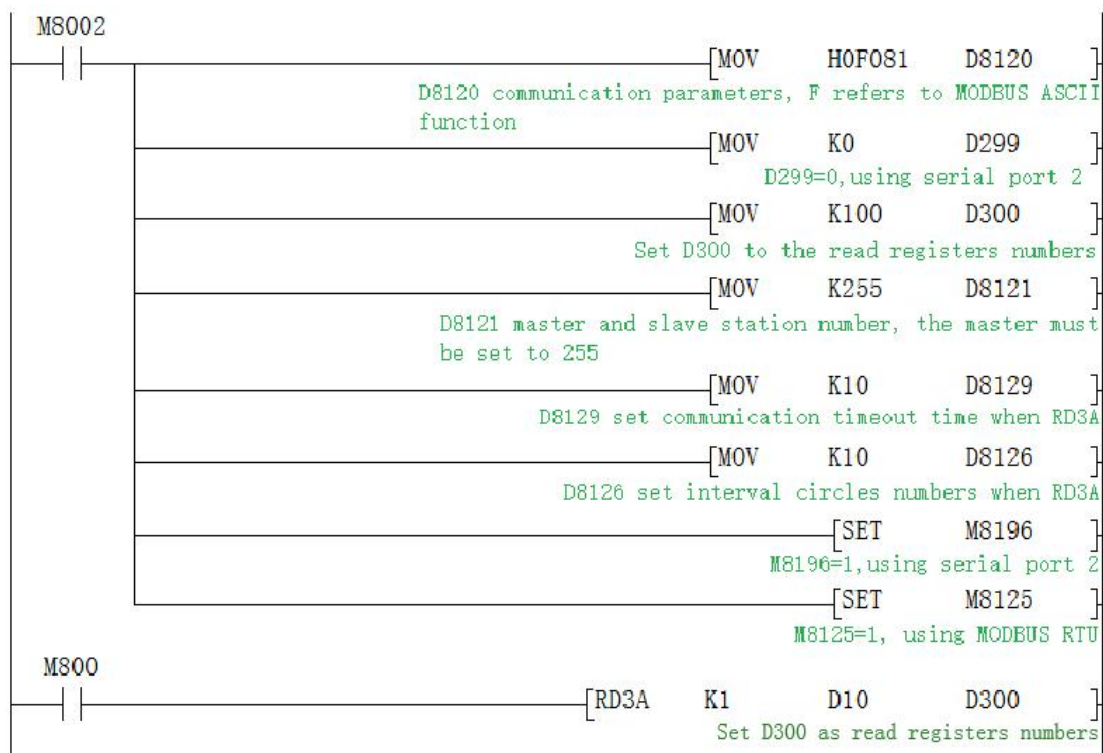 M8002
[MOV H0F081 D8120 ]
D8120 communication parameters, F refers to MODBUS ASCII
function
[MOV K0 D299 ]
D299=0,using serial port 2
[MOV K100 D300 ]
Set D300 to the read registers numbers
[MOV K255 D8121 ]
D8121 master and slave station number, the master must
be set to 255
[MOV K10 D8129 ]
D8129 set communication timeout time when RD3A
[MOV K10 D8126 ]
D8126 set interval circles numbers when RD3A
[SET M8196 ]
M8196=1,using serial port 2
[SET M8125 ]
M8125=1, using MODBUS RTU
M800
[RD3A K1 D10 D300 ]
Set D300 as read registers numbers